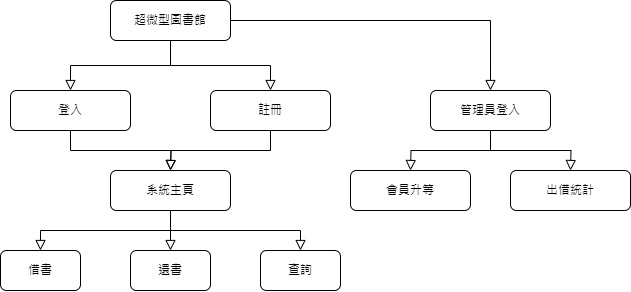 超微型圖書館
登入
註冊
管理員登入
系統主頁
會員升等
出借統計
借書
還書
查詢